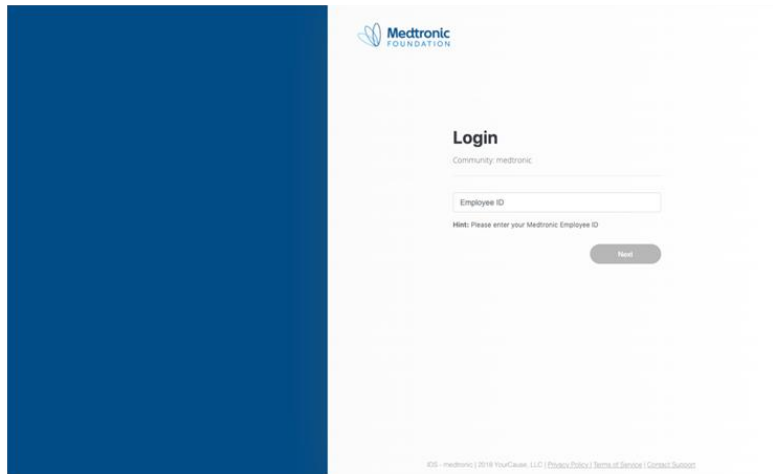 Medtronic
FOUNDATION
Login
Community: medtronic
Employee ID
Hint: Please enter your Medtronic Employee ID
Next
IDS - medtronic | 2018 YourCause, LLC | Privacy Policy | Terms of Service | Contact Support